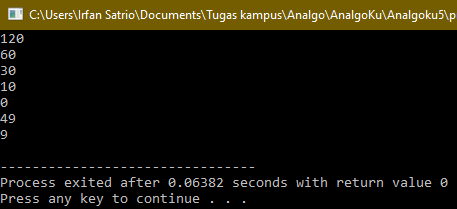 C:\Users\Irfan Satrio\Documents\Tugas kampus\Analgo\AnalgoKu\Analgoku5\p
120
60
30
10
0
49
9
--------------------------------
Process exited after 0.06382 seconds with return value 0
Press any key to continue . . .